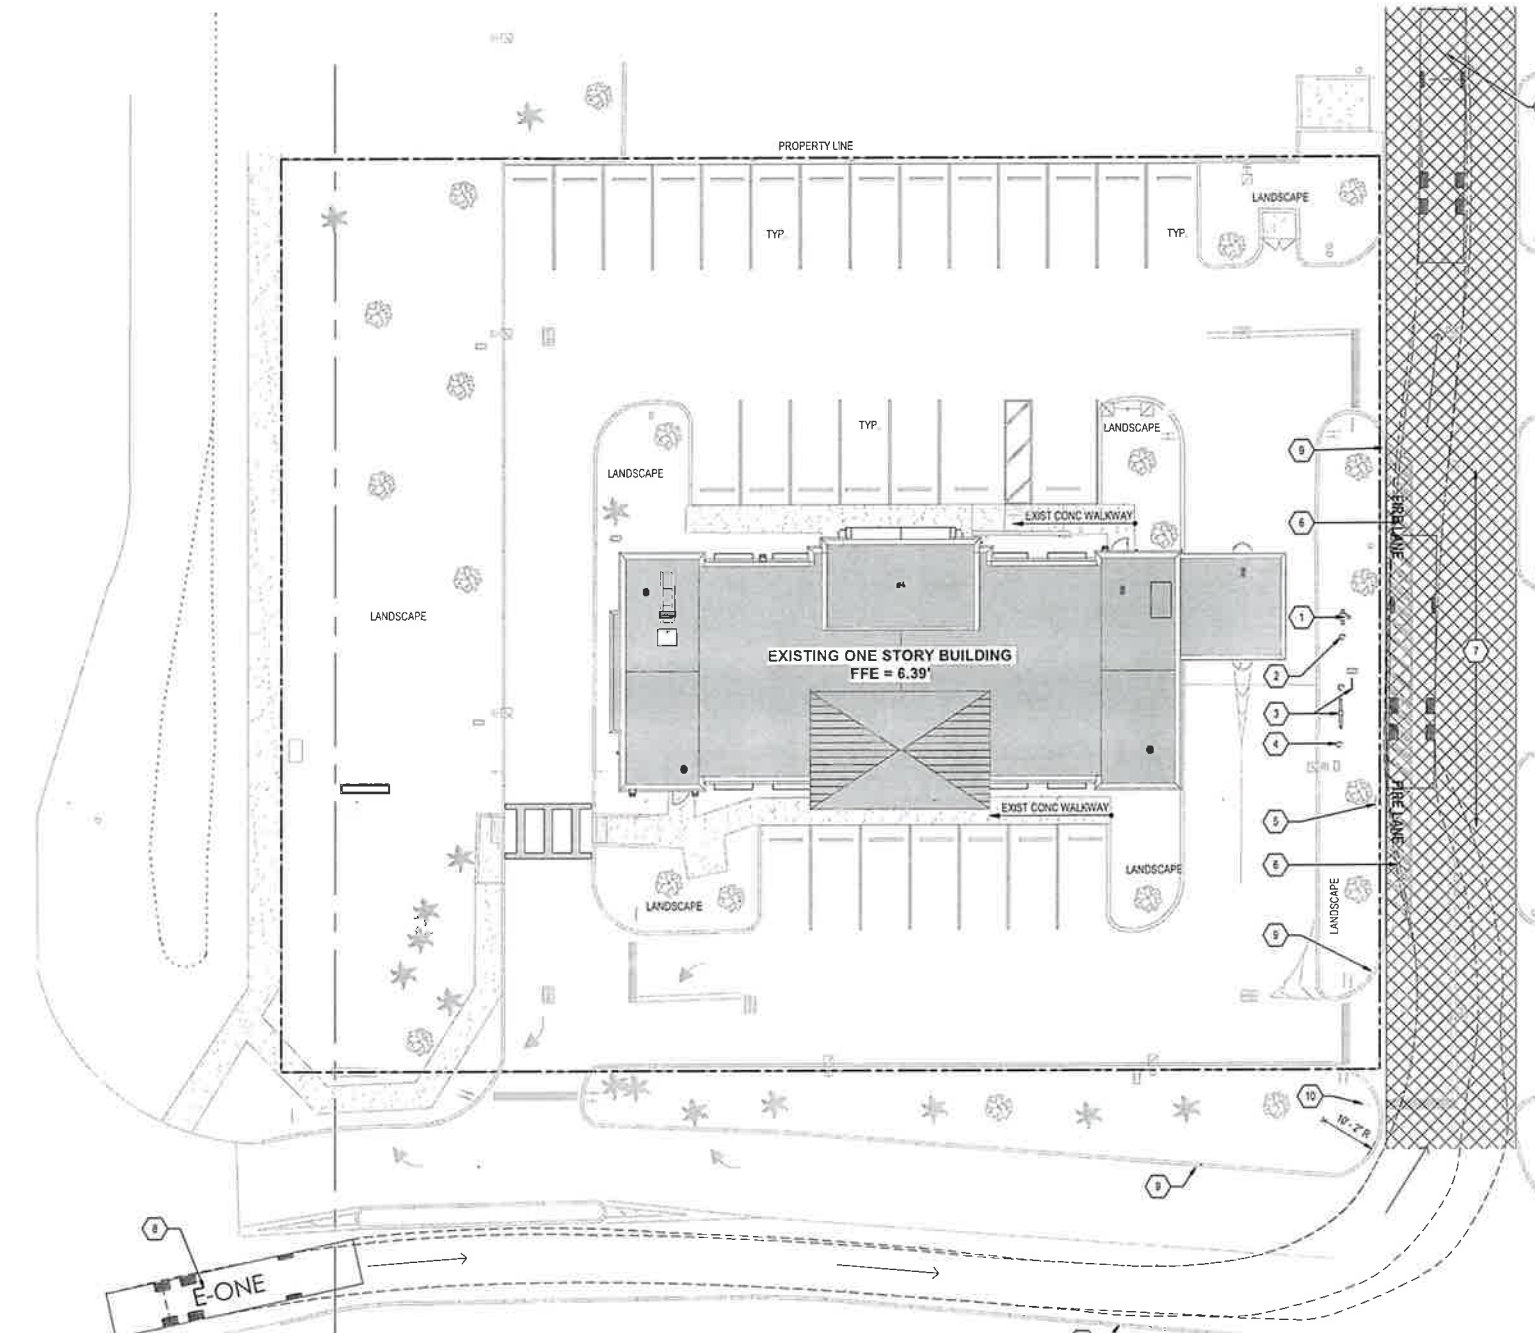 PROPERTY LINE
LANDSCAPE
TYP.
TYP.
TYP.
LANDSCAPE
9
LANDSCAPE
EXIST CONC WALKWAY
6
FIRE LANE
LANDSCAPE
1
EXISTING ONE STORY BUILDING
FFE = 6.39'
7
2
3
4
EXIST CONC WALKWAY
5
FIRE LANE
6
LANDSCAPE
LANDSCAPE
LANDSCAPE
9
10
10'-2" R
9
8
E-ONE